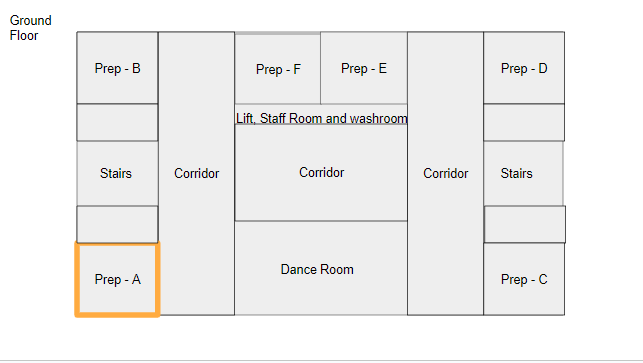 Ground
Floor
Prep - B
Prep - F
Prep - E
Prep - D
Lift, Staff Room and washroom
Stairs
Corridor
Corridor
Corridor
Stairs
Prep - A
Dance Room
Prep - C